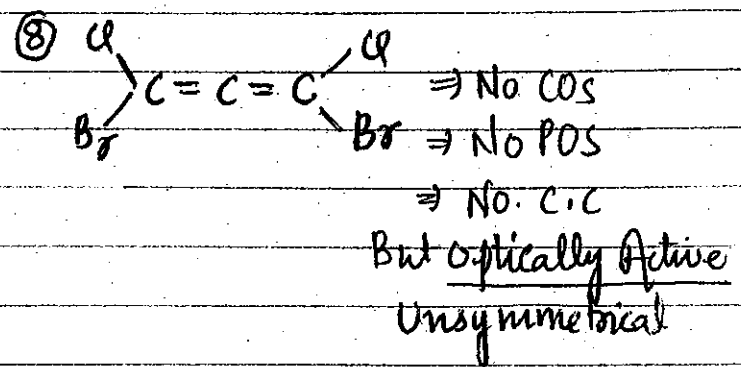 ⑧ Cl Cl
C = C = C ⇒ No COS
Br Br ⇒ No POS
⇒ No. C.C
But Optically Active
Unsymmetrical